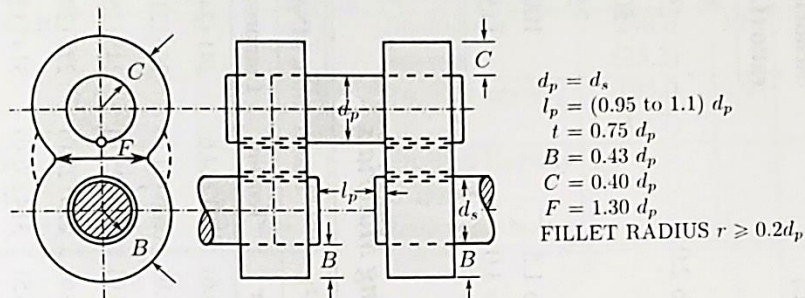 C
F
B
C
d_p
l_p
d_s
B
B
d_p = d_s
l_p = (0.95 to 1.1) d_p
t = 0.75 d_p
B = 0.43 d_p
C = 0.40 d_p
F = 1.30 d_p
FILLET RADIUS r ⩾ 0.2d_p